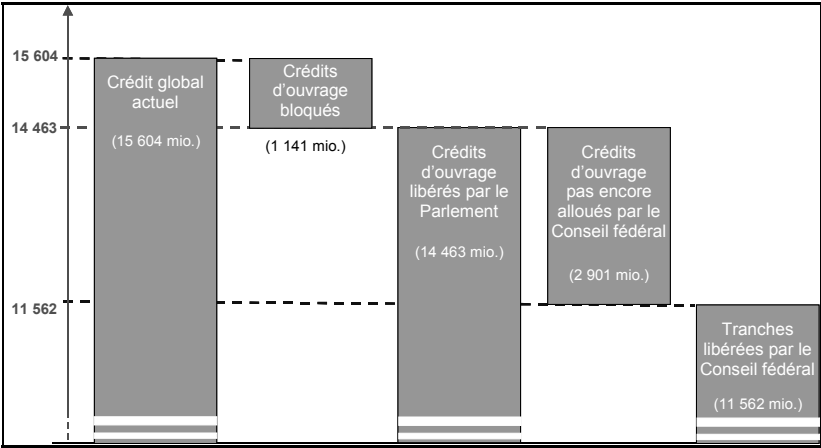 15 604
14 463
11 562
Crédit global
actuel
(15 604 mio.)
Crédits
d'ouvrage
bloqués
(1 141 mio.)
Crédits
d'ouvrage
libérés par le
Parlement
(14 463 mio.)
Crédits
d'ouvrage
pas encore
alloués par le
Conseil fédéral
(2 901 mio.)
Tranches
libérées par le
Conseil fédéral
(11 562 mio.)